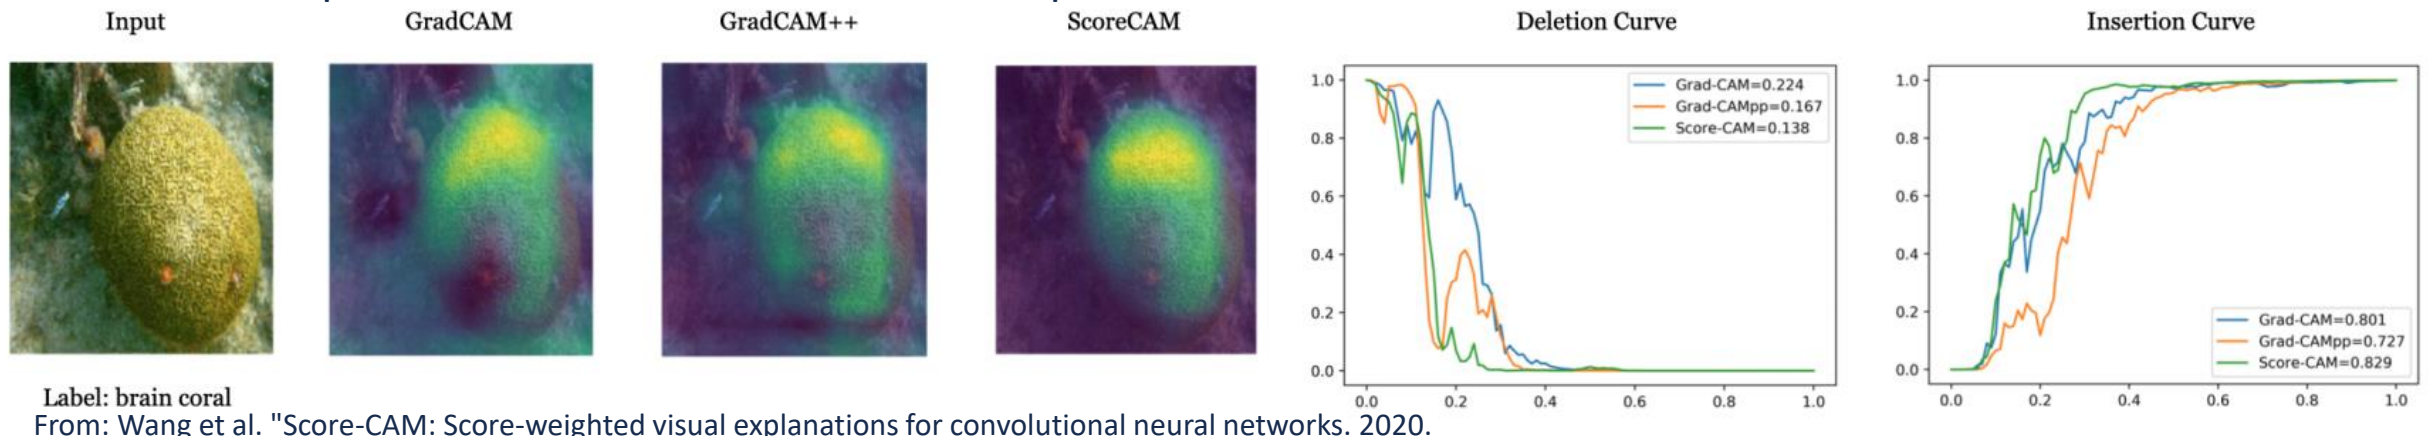 Input
GradCAM
GradCAM++
ScoreCAM
Deletion Curve
Insertion Curve
Label: brain coral
1.0
0.8
0.6
0.4
0.2
0.0
0.0 0.2 0.4 0.6 0.8 1.0
Grad-CAM=0.224
Grad-CAMpp=0.167
Score-CAM=0.138
1.0
0.8
0.6
0.4
0.2
0.0
0.0 0.2 0.4 0.6 0.8 1.0
Grad-CAM=0.801
Grad-CAMpp=0.727
Score-CAM=0.829
From: Wang et al. "Score-CAM: Score-weighted visual explanations for convolutional neural networks. 2020.